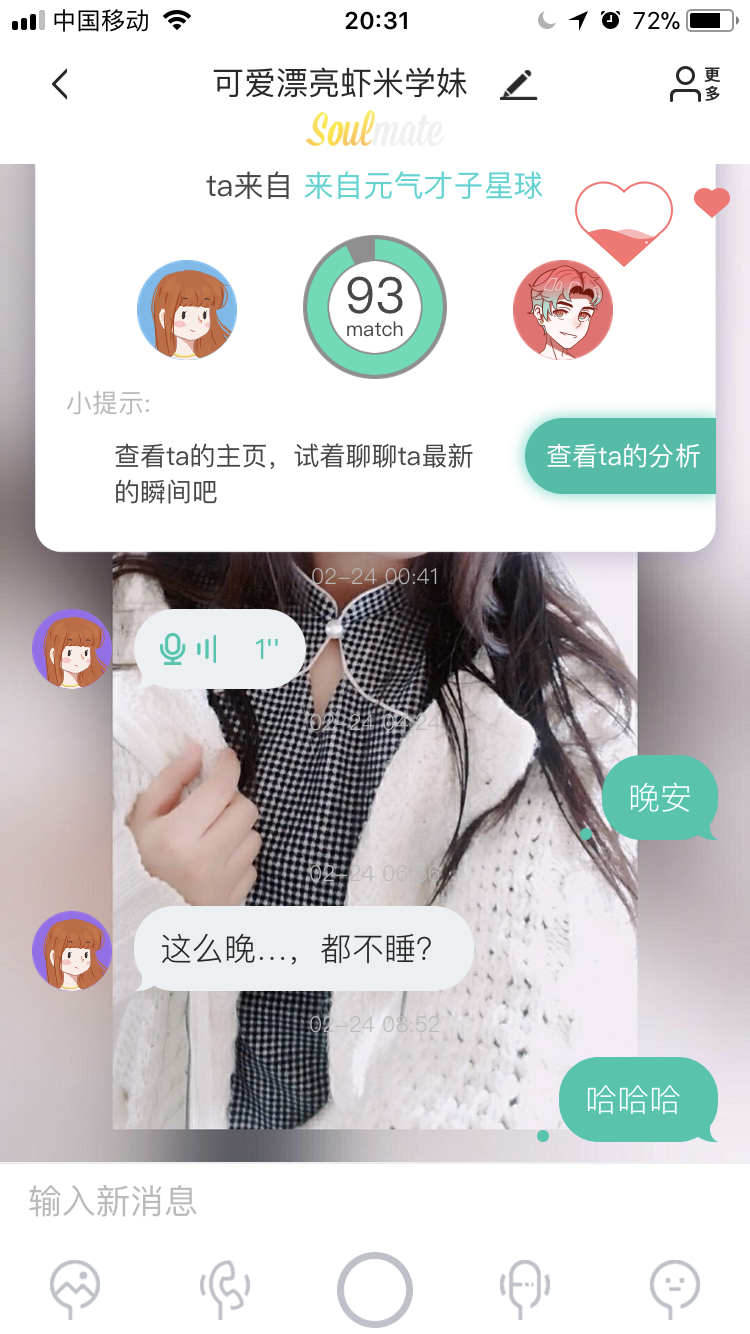 中国移动
20:31
72%
可爱漂亮虾米学妹
更多
Soulmate
ta来自 来自元气才子星球
93
match
小提示:
查看ta的主页，试着聊聊ta最新
的瞬间吧
查看ta的分析
02-24 00:41
1''
02-24 04:24
晚安
02-24 06:56
这么晚...，都不睡?
02-24 08:52
哈哈哈
输入新消息